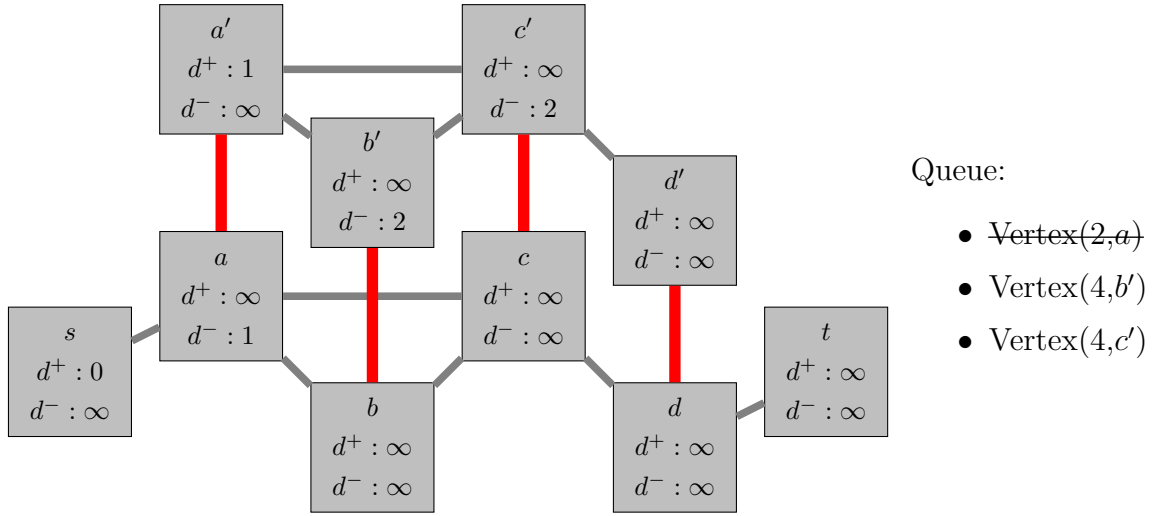 a′
d⁺ : 1
d⁻ : ∞
c′
d⁺ : ∞
d⁻ : 2
b′
d⁺ : ∞
d⁻ : 2
d′
d⁺ : ∞
d⁻ : ∞
a
d⁺ : ∞
d⁻ : 1
c
d⁺ : ∞
d⁻ : ∞
s
d⁺ : 0
d⁻ : ∞
t
d⁺ : ∞
d⁻ : ∞
b
d⁺ : ∞
d⁻ : ∞
d
d⁺ : ∞
d⁻ : ∞
Queue:
• Vertex(2,a)
• Vertex(4,b′)
• Vertex(4,c′)